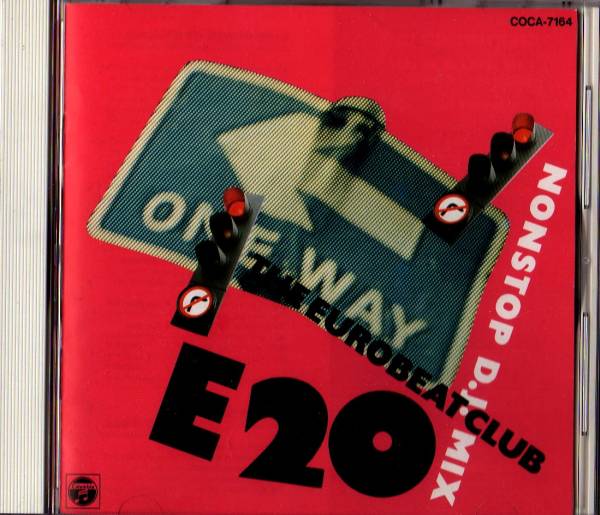 COCA-7164
ONE WAY
NONSTOP D.J. MIX
THE EUROBEAT CLUB
E20